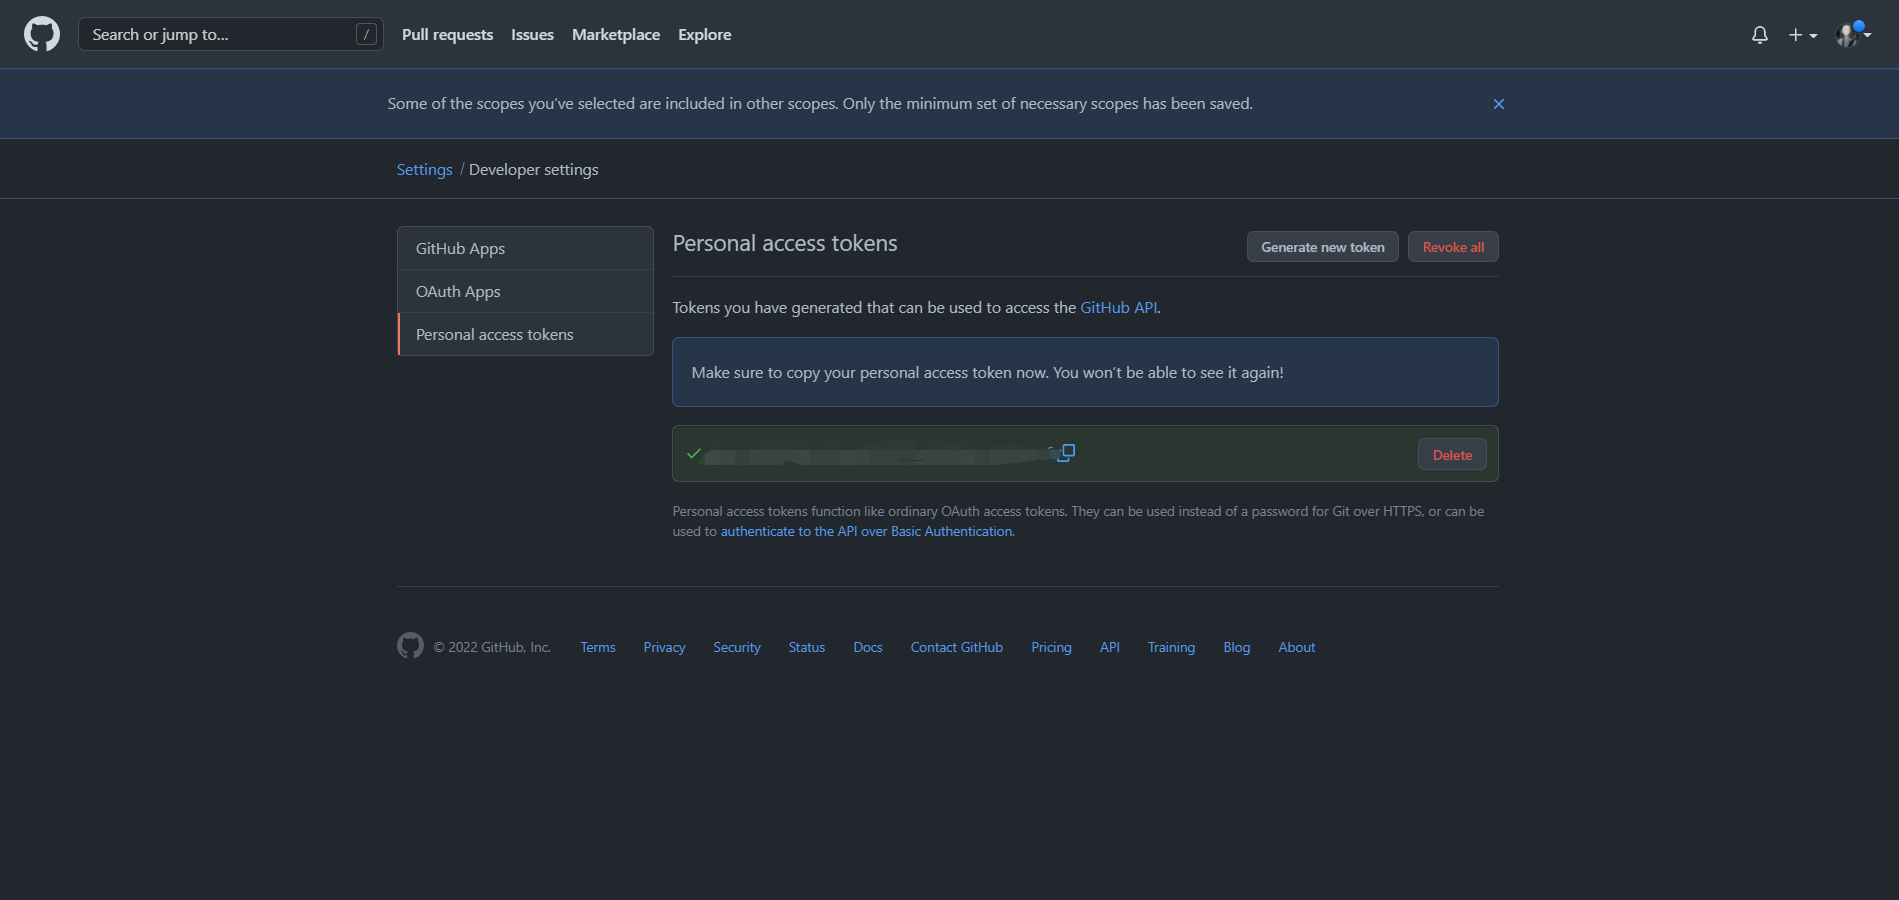 Search or jump to... /
Pull requests Issues Marketplace Explore
Some of the scopes you’ve selected are included in other scopes. Only the minimum set of necessary scopes has been saved.
Settings / Developer settings
GitHub Apps
OAuth Apps
Personal access tokens
Personal access tokens
Generate new token Revoke all
Tokens you have generated that can be used to access the GitHub API.
Make sure to copy your personal access token now. You won’t be able to see it again!
Delete
Personal access tokens function like ordinary OAuth access tokens. They can be used instead of a password for Git over HTTPS, or can be
used to authenticate to the API over Basic Authentication.
© 2022 GitHub, Inc. Terms Privacy Security Status Docs Contact GitHub Pricing API Training Blog About